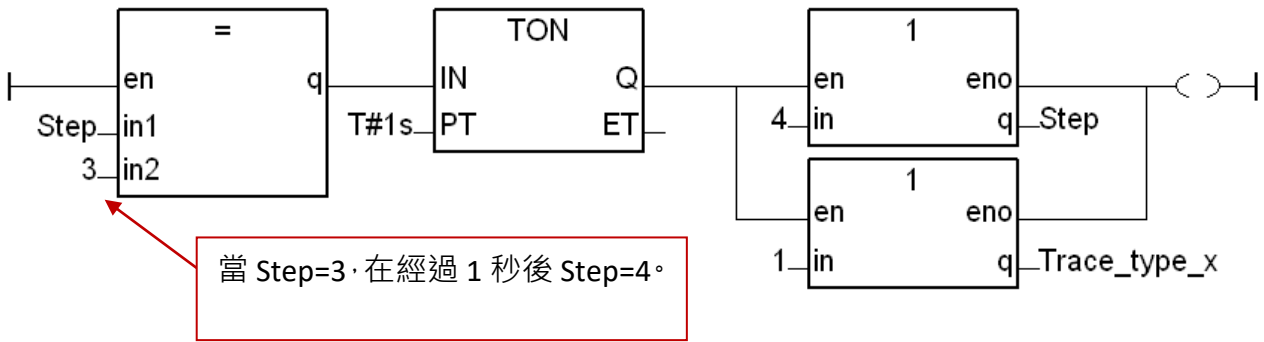 =
en q
Step in1
3 in2
TON
IN Q
T#1s PT ET
1
en eno
4 in q Step
1
en eno
1 in q Trace_type_x
當 Step=3,在經過 1 秒後 Step=4。